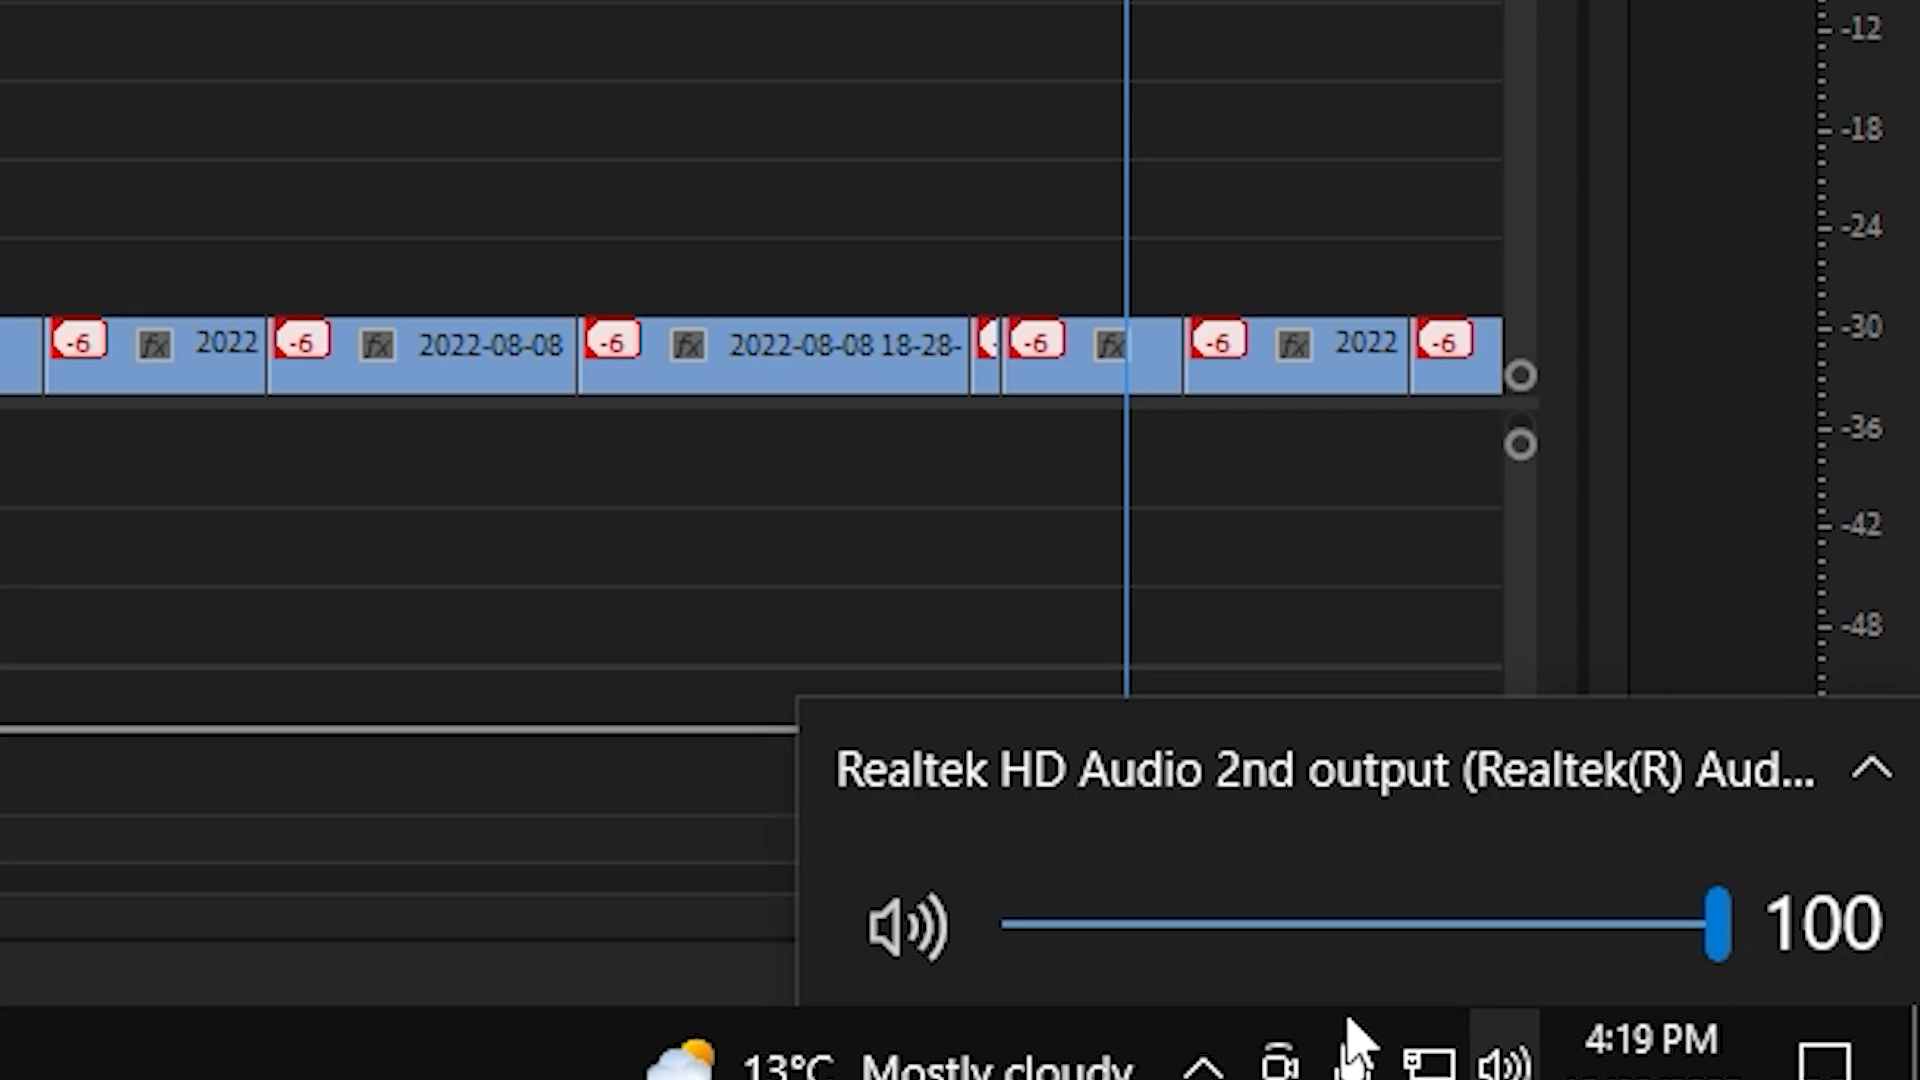 -12
-18
-24
-30
-6 fx 2022 -6 fx 2022-08-08 -6 fx 2022-08-08 18-28- -6 fx -6 fx 2022 -6
-36
-42
-48
Realtek HD Audio 2nd output (Realtek(R) Aud...
100
13°C Mostly cloudy 4:19 PM